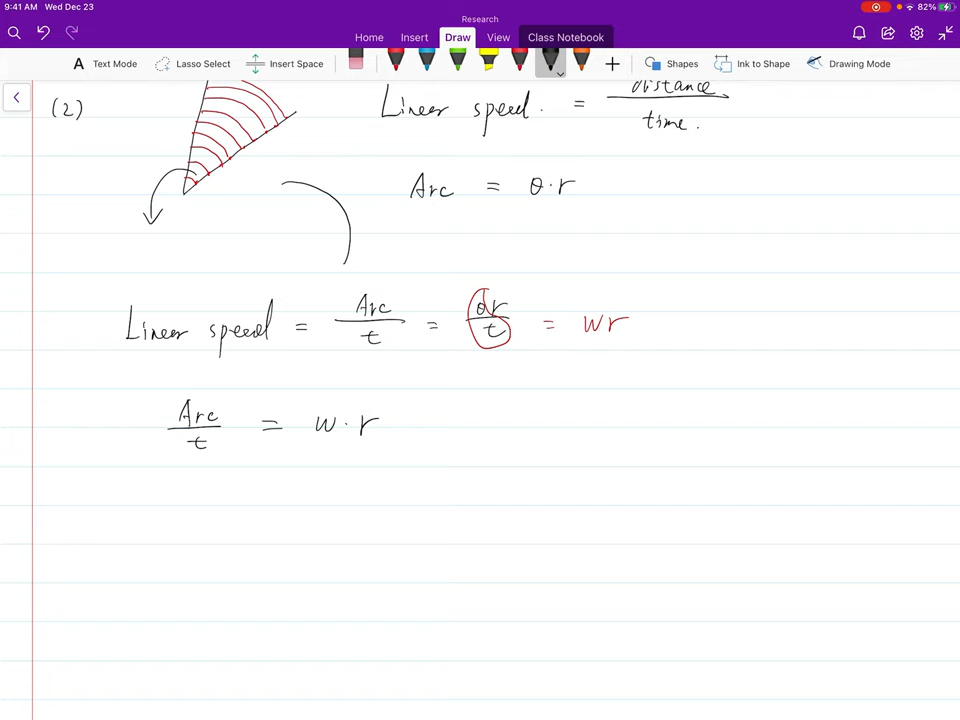 9:41 AM Wed Dec 23
82%
Research
Home Insert Draw View Class Notebook
Text Mode Lasso Select Insert Space Shapes Ink to Shape Drawing Mode
(2)
Linear speed. = distance / time.
Arc = θ·r
Linear speed = Arc / t = θr / t = wr
Arc / t = w·r